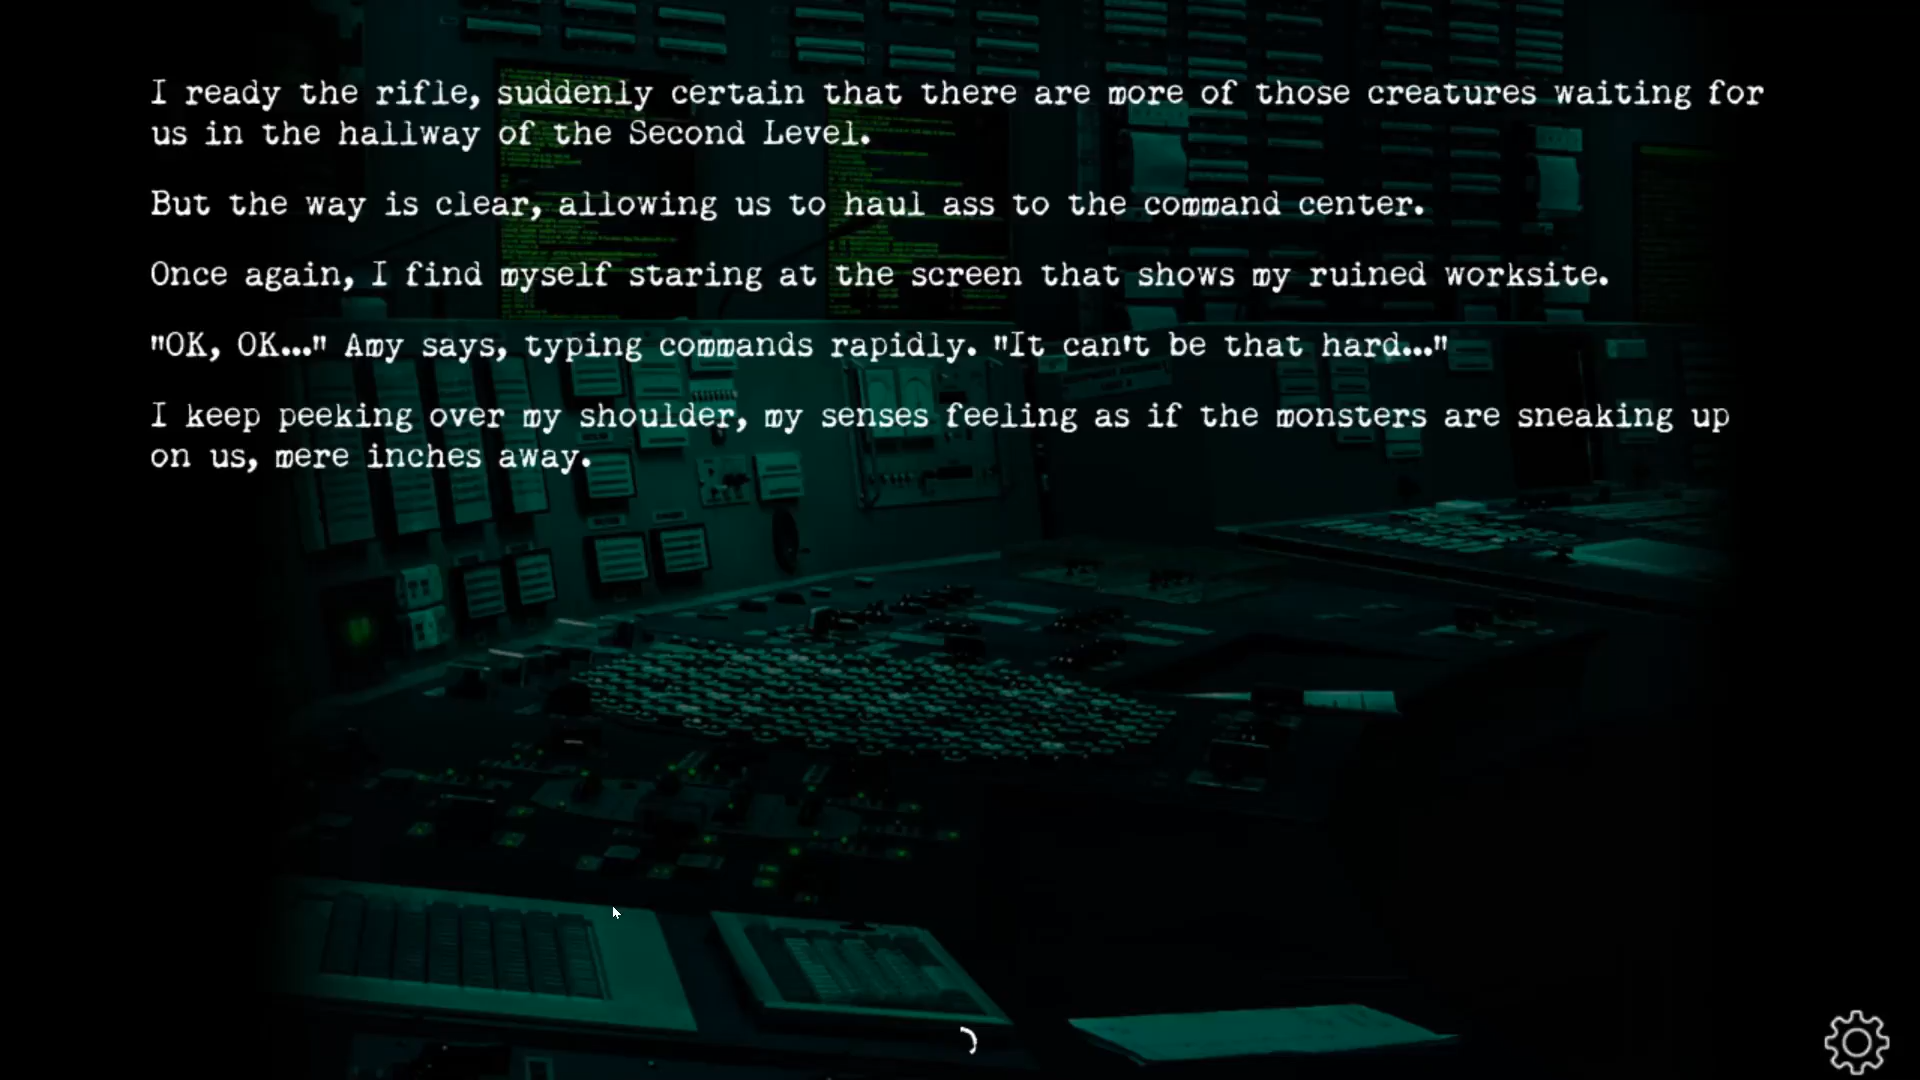 I ready the rifle, suddenly certain that there are more of those creatures waiting for
us in the hallway of the Second Level.
But the way is clear, allowing us to haul ass to the command center.
Once again, I find myself staring at the screen that shows my ruined worksite.
"OK, OK..." Amy says, typing commands rapidly. "It can't be that hard..."
I keep peeking over my shoulder, my senses feeling as if the monsters are sneaking up
on us, mere inches away.